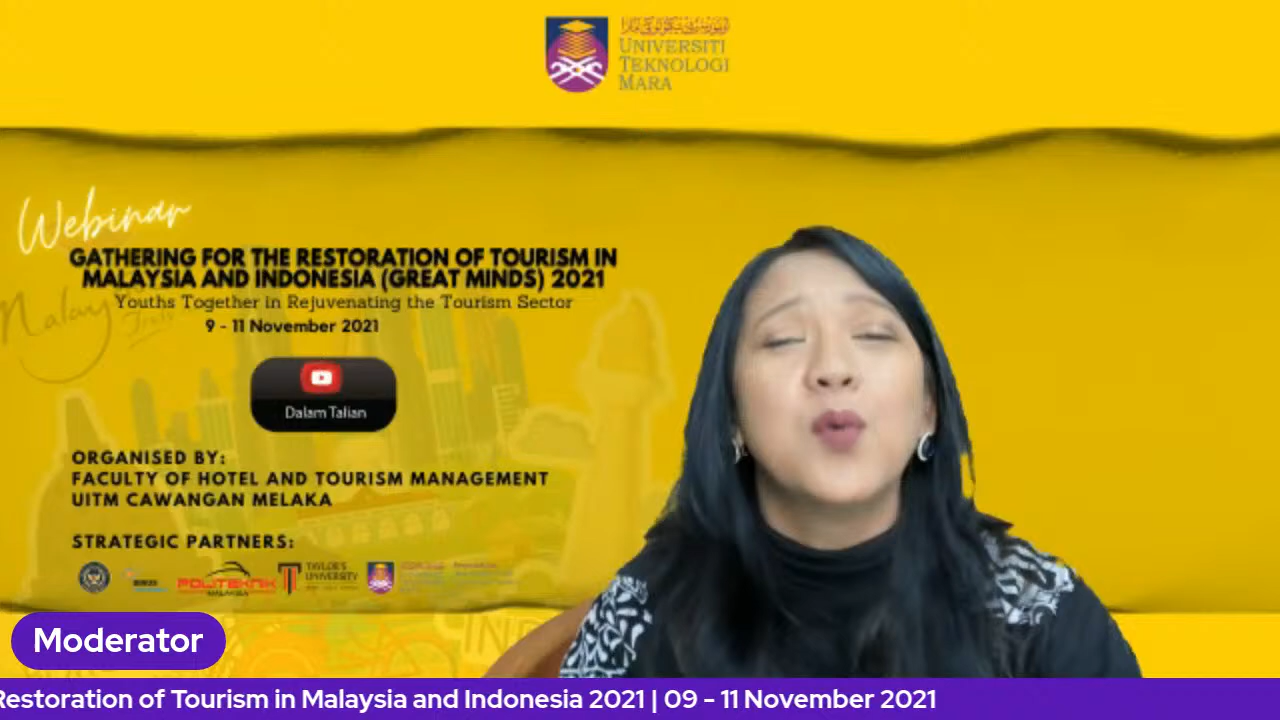 UNIVERSITI
TEKNOLOGI
MARA
Webinar
GATHERING FOR THE RESTORATION OF TOURISM IN
MALAYSIA AND INDONESIA (GREAT MINDS) 2021
Malay
Youths Together in Rejuvenating the Tourism Sector
9 - 11 November 2021
Dalam Talian
ORGANISED BY:
FACULTY OF HOTEL AND TOURISM MANAGEMENT
UITM CAWANGAN MELAKA
STRATEGIC PARTNERS:
POLITEKNIK
MALAYSIA
TAYLOR'S
UNIVERSITY
Moderator
Restoration of Tourism in Malaysia and Indonesia 2021 | 09 - 11 November 2021